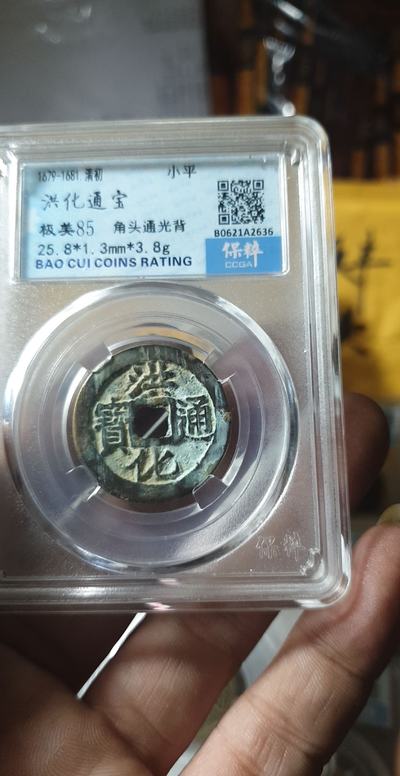 1679-1681 清初 小平
洪化通宝
极美85 角头通光背
25.8*1.3mm*3.8g
BAO CUI COINS RATING
B0621A2636
保粹
CCGA
洪化通寳
保粹